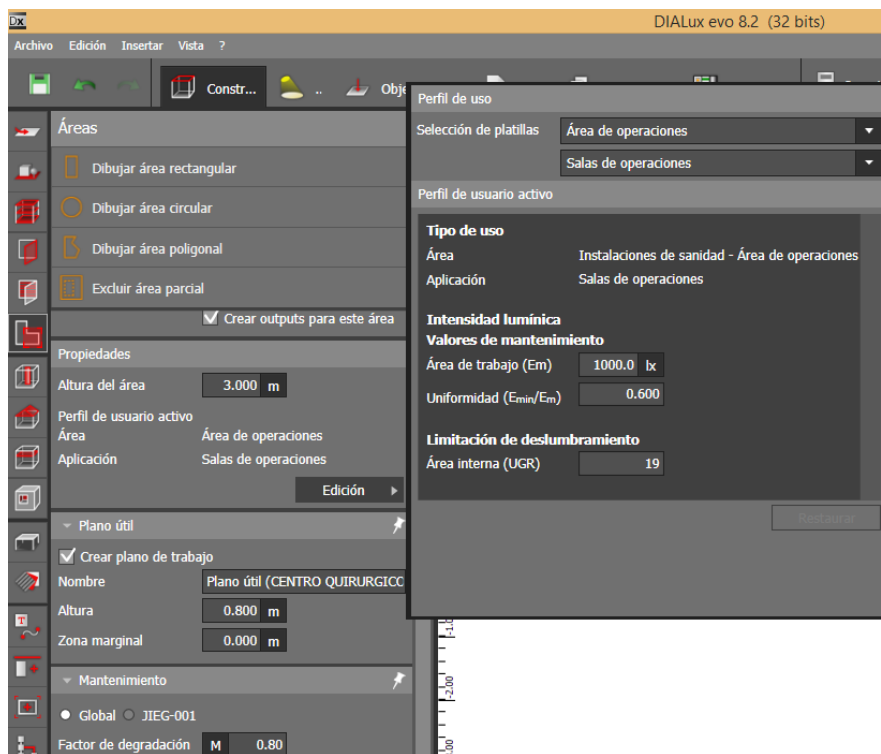 Dx DIALux evo 8.2 (32 bits)
Archivo Edición Insertar Vista ?
Constr... .. Obje
Áreas
Dibujar área rectangular
Dibujar área circular
Dibujar área poligonal
Excluir área parcial
Crear outputs para este área
Propiedades
Altura del área 3.000 m
Perfil de usuario activo
Área Área de operaciones
Aplicación Salas de operaciones
Edición
Plano útil
Crear plano de trabajo
Nombre Plano útil (CENTRO QUIRURGICC
Altura 0.800 m
Zona marginal 0.000 m
Mantenimiento
Global JIEG-001
Factor de degradación M 0.80
Perfil de uso
Selección de platillas Área de operaciones
Salas de operaciones
Perfil de usuario activo
Tipo de uso
Área Instalaciones de sanidad - Área de operaciones
Aplicación Salas de operaciones
Intensidad lumínica
Valores de mantenimiento
Área de trabajo (Em) 1000.0 lx
Uniformidad (Emin/Em) 0.600
Limitación de deslumbramiento
Área interna (UGR) 19
Restaurar
-2.00